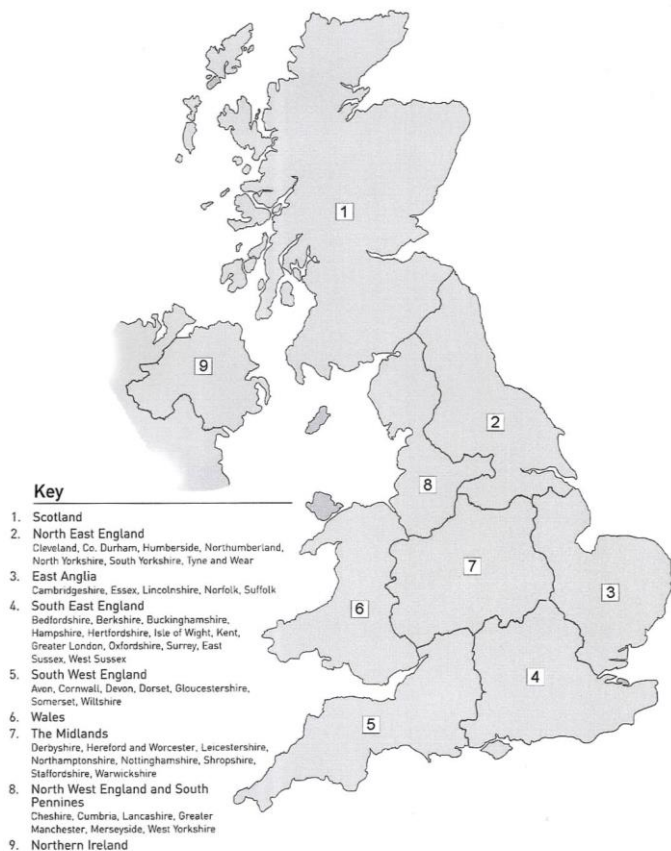 1
9
2
8
7
3
6
4
5
Key
1. Scotland
2. North East England
Cleveland, Co. Durham, Humberside, Northumberland,
North Yorkshire, South Yorkshire, Tyne and Wear
3. East Anglia
Cambridgeshire, Essex, Lincolnshire, Norfolk, Suffolk
4. South East England
Bedfordshire, Berkshire, Buckinghamshire,
Hampshire, Hertfordshire, Isle of Wight, Kent,
Greater London, Oxfordshire, Surrey, East
Sussex, West Sussex
5. South West England
Avon, Cornwall, Devon, Dorset, Gloucestershire,
Somerset, Wiltshire
6. Wales
7. The Midlands
Derbyshire, Hereford and Worcester, Leicestershire,
Northamptonshire, Nottinghamshire, Shropshire,
Staffordshire, Warwickshire
8. North West England and South
Pennines
Cheshire, Cumbria, Lancashire, Greater
Manchester, Merseyside, West Yorkshire
9. Northern Ireland